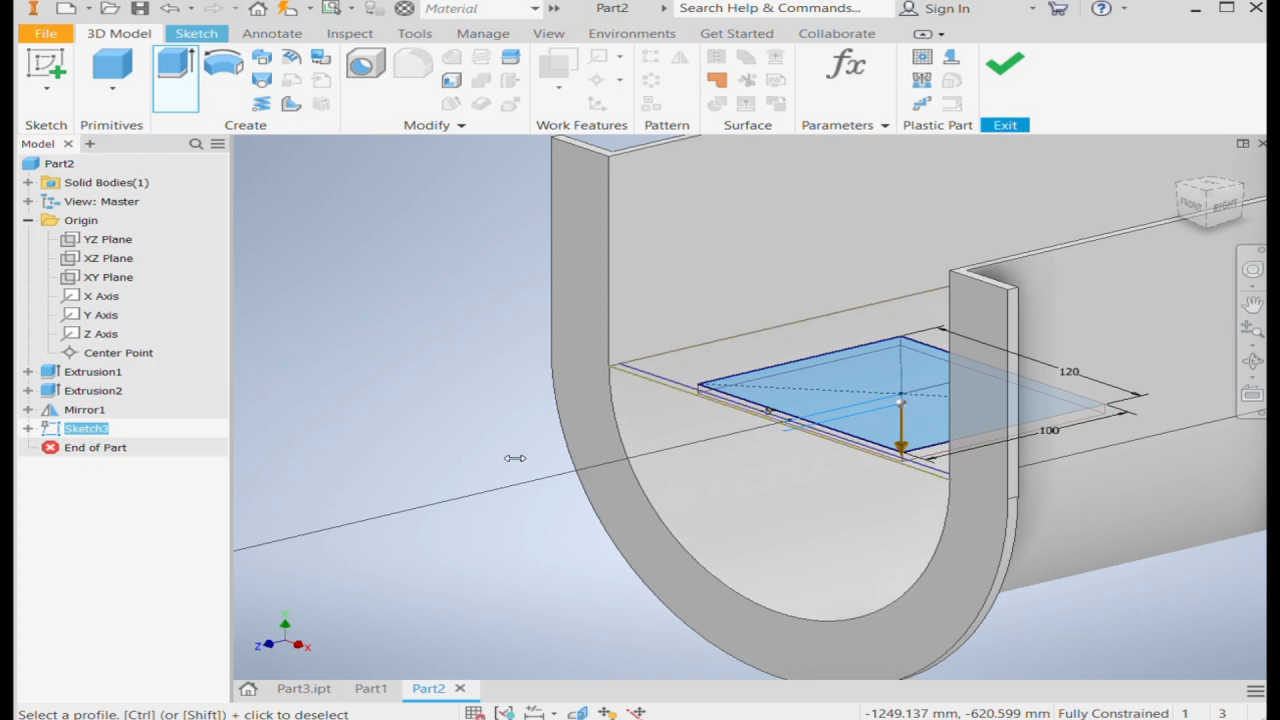 Material
Part2
Search Help & Commands...
Sign In
File
3D Model
Sketch
Annotate
Inspect
Tools
Manage
View
Environments
Get Started
Collaborate
fx
Sketch
Primitives
Create
Modify
Work Features
Pattern
Surface
Parameters
Plastic Part
Exit
Model
Part2
Solid Bodies(1)
View: Master
Origin
YZ Plane
XZ Plane
XY Plane
X Axis
Y Axis
Z Axis
Center Point
Extrusion1
Extrusion2
Mirror1
Sketch3
End of Part
FRONT
RIGHT
120
100
Y
Z
X
Part3.ipt
Part1
Part2
Select a profile. [Ctrl] (or [Shift]) + click to deselect
-1249.137 mm, -620.599 mm
Fully Constrained
1
3